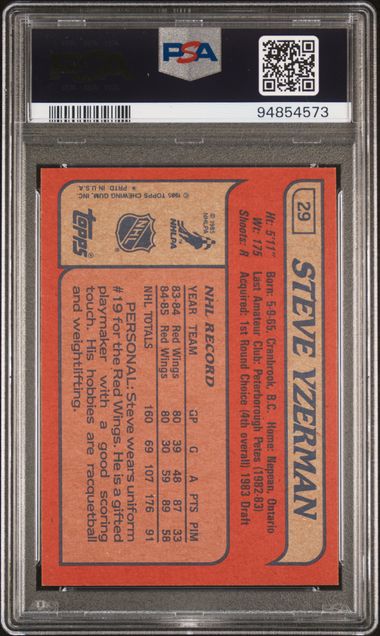 PSA
94854573
29
STEVE YZERMAN
Ht: 5'11" Born: 5-9-65, Cranbrook, B.C. Home: Nepean, Ontario
Wt: 175 Last Amateur Club: Peterborough Petes (1982-83)
Shoots: R Acquired: 1st Round Choice (4th overall) 1983 Draft
NHL RECORD
YEAR TEAM GP G A PTS PIM
83-84 Red Wings 80 39 48 87 33
84-85 Red Wings 80 30 59 89 58
NHL TOTALS 160 69 107 176 91
PERSONAL: Steve wears uniform
#19 for the Red Wings. He is a gifted
playmaker with a good scoring
touch. His hobbies are racquetball
and weightlifting.
© 1985
NHLPA
NHLPA
NHL
topps
© 1985 TOPPS CHEWING GUM, INC.
* PRTD. IN U.S.A.